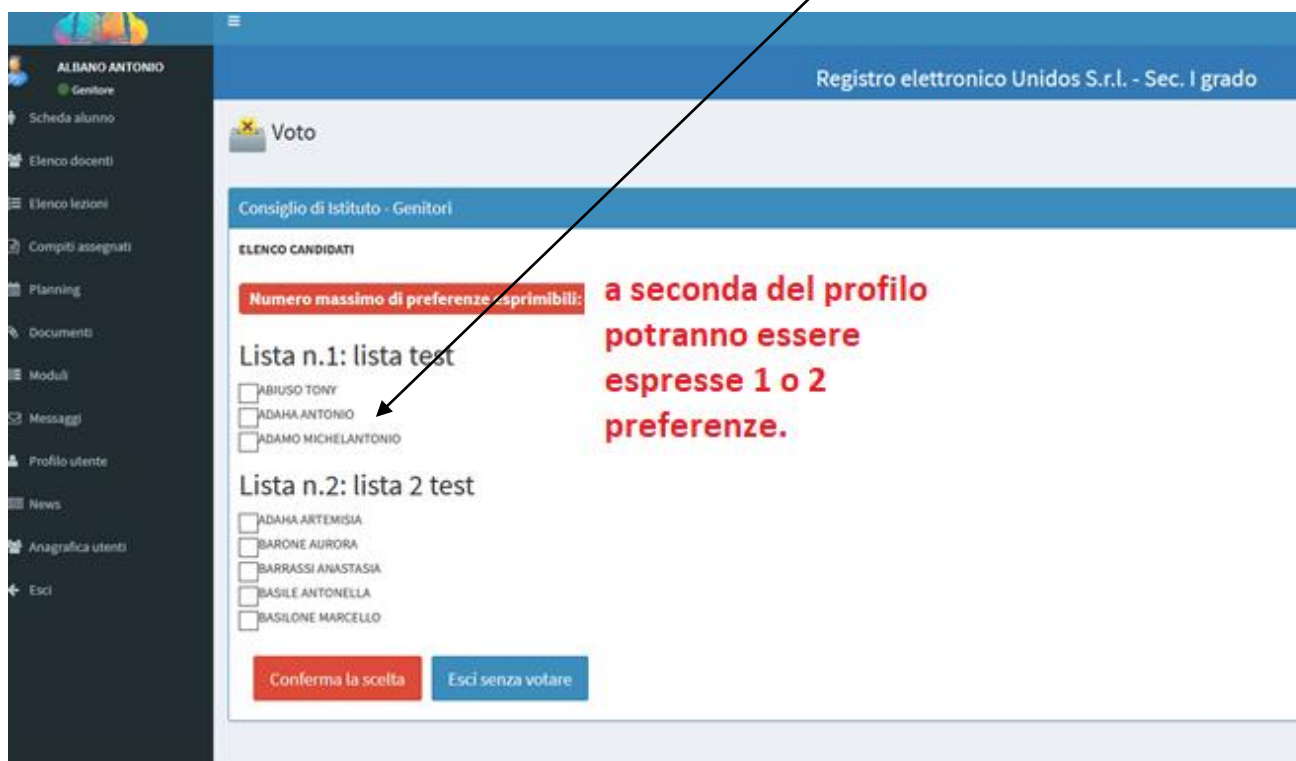 ALBANO ANTONIO
Genitore
Scheda alunno
Elenco docenti
Elenco lezioni
Compiti assegnati
Planning
Documenti
Moduli
Messaggi
Profilo utente
News
Anagrafica utenti
Esci
Registro elettronico Unidos S.r.l. - Sec. I grado
Voto
Consiglio di Istituto - Genitori
ELENCO CANDIDATI
Numero massimo di preferenze esprimibili:
a seconda del profilo
potranno essere
espresse 1 o 2
preferenze.
Lista n.1: lista test
ABIUSO TONY
ADAHA ANTONIO
ADAMO MICHELANTONIO
Lista n.2: lista 2 test
ADAHA ARTEMISIA
BARONE AURORA
BARRASSI ANASTASIA
BASILE ANTONELLA
BASILONE MARCELLO
Conferma la scelta
Esci senza votare